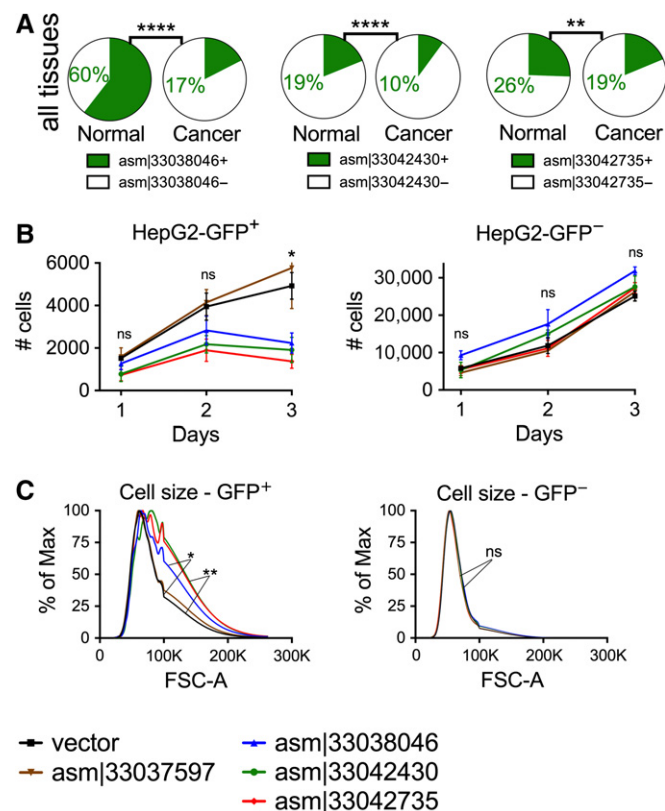 A
all tissues
**** **** **
60% 17% 19% 10% 26% 19%
Normal Cancer Normal Cancer Normal Cancer
asm|33038046+ asm|33042430+ asm|33042735+
asm|33038046− asm|33042430− asm|33042735−
B
HepG2-GFP+ HepG2-GFP−
# cells
6000
4000
2000
0
ns ns *
1 2 3
Days
# cells
30,000
20,000
10,000
0
ns ns ns
1 2 3
Days
C
Cell size - GFP+ Cell size - GFP−
% of Max
100
75
50
25
0
*
**
0 100K 200K 300K
FSC-A
% of Max
100
75
50
25
0
ns
0 100K 200K 300K
FSC-A
vector asm|33038046
asm|33037597 asm|33042430
asm|33042735